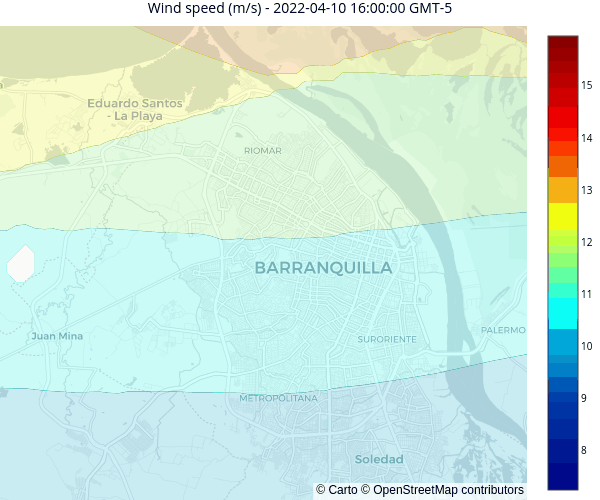 Wind speed (m/s) - 2022-04-10 16:00:00 GMT-5
Eduardo Santos
- La Playa
RIOMAR
BARRANQUILLA
Juan Mina
SURORIENTE
PALERMO
METROPOLITANA
Soledad
© Carto © OpenStreetMap contributors
15
14
13
12
11
10
9
8